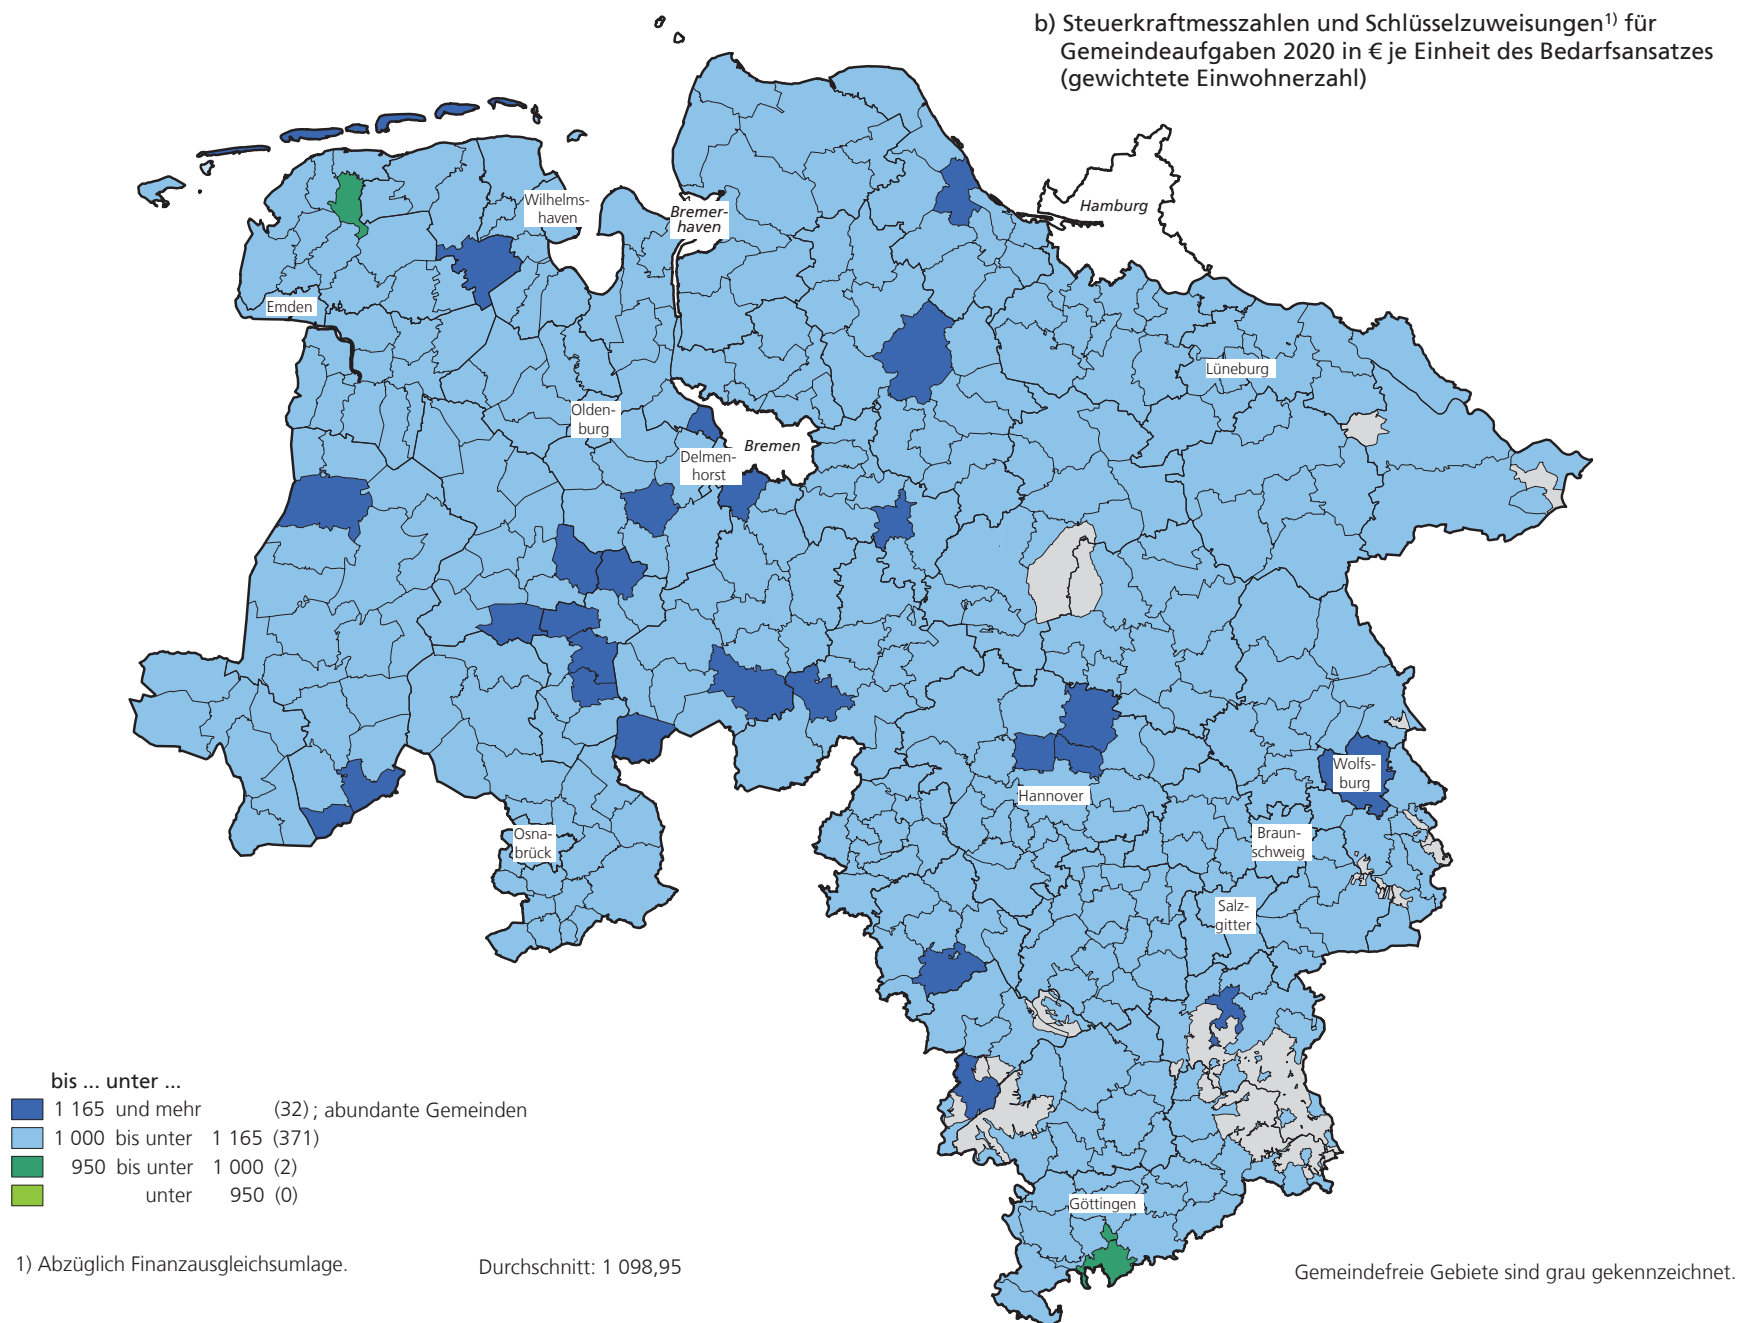 b) Steuerkraftmesszahlen und Schlüsselzuweisungen1) für
Gemeindeaufgaben 2020 in € je Einheit des Bedarfsansatzes
(gewichtete Einwohnerzahl)
Wilhelms-
haven
Bremer-
haven
Hamburg
Emden
Lüneburg
Olden-
burg
Bremen
Delmen-
horst
Wolfs-
burg
Hannover
Osna-
brück
Braun-
schweig
Salz-
gitter
Göttingen
bis ... unter ...
1 165 und mehr (32) ; abundante Gemeinden
1 000 bis unter 1 165 (371)
950 bis unter 1 000 (2)
unter 950 (0)
1) Abzüglich Finanzausgleichsumlage.
Durchschnitt: 1 098,95
Gemeindefreie Gebiete sind grau gekennzeichnet.